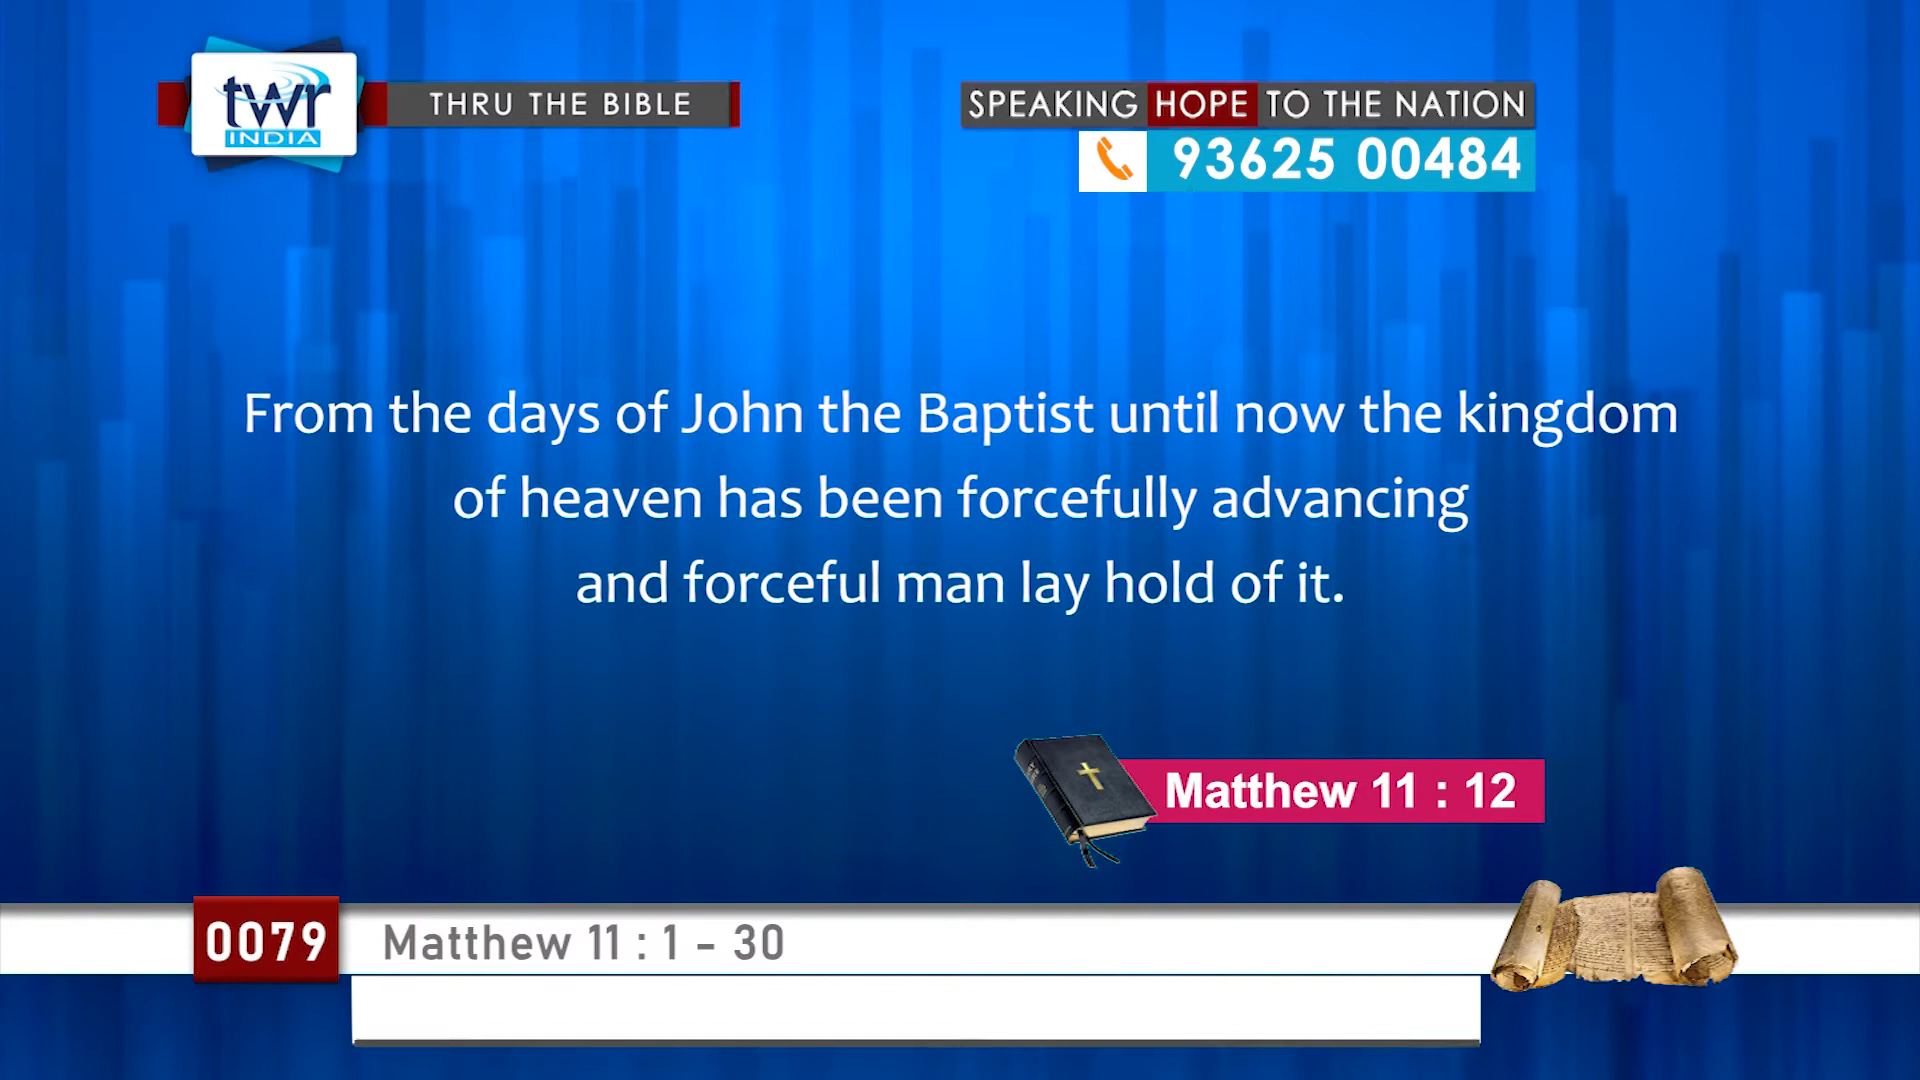 twr
INDIA
THRU THE BIBLE
SPEAKING HOPE TO THE NATION
93625 00484
From the days of John the Baptist until now the kingdom
of heaven has been forcefully advancing
and forceful man lay hold of it.
Matthew 11 : 12
0079
Matthew 11 : 1 - 30